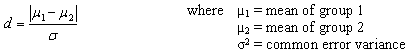 d = |μ₁ − μ₂| / σ where μ₁ = mean of group 1
μ₂ = mean of group 2
σ² = common error variance